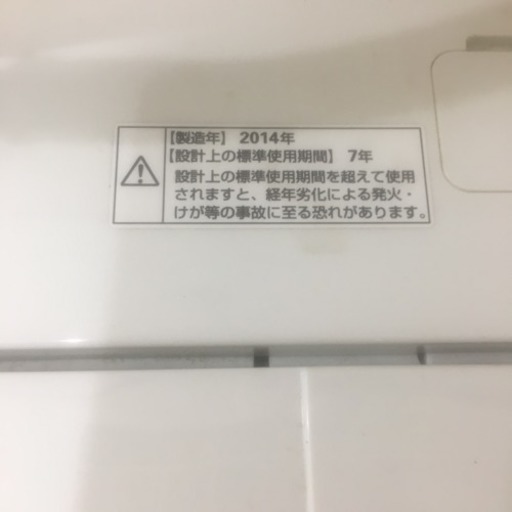 【製造年】 2014年
【設計上の標準使用期間】 7年
設計上の標準使用期間を超えて使用
されますと、経年劣化による発火・
けが等の事故に至る恐れがあります。